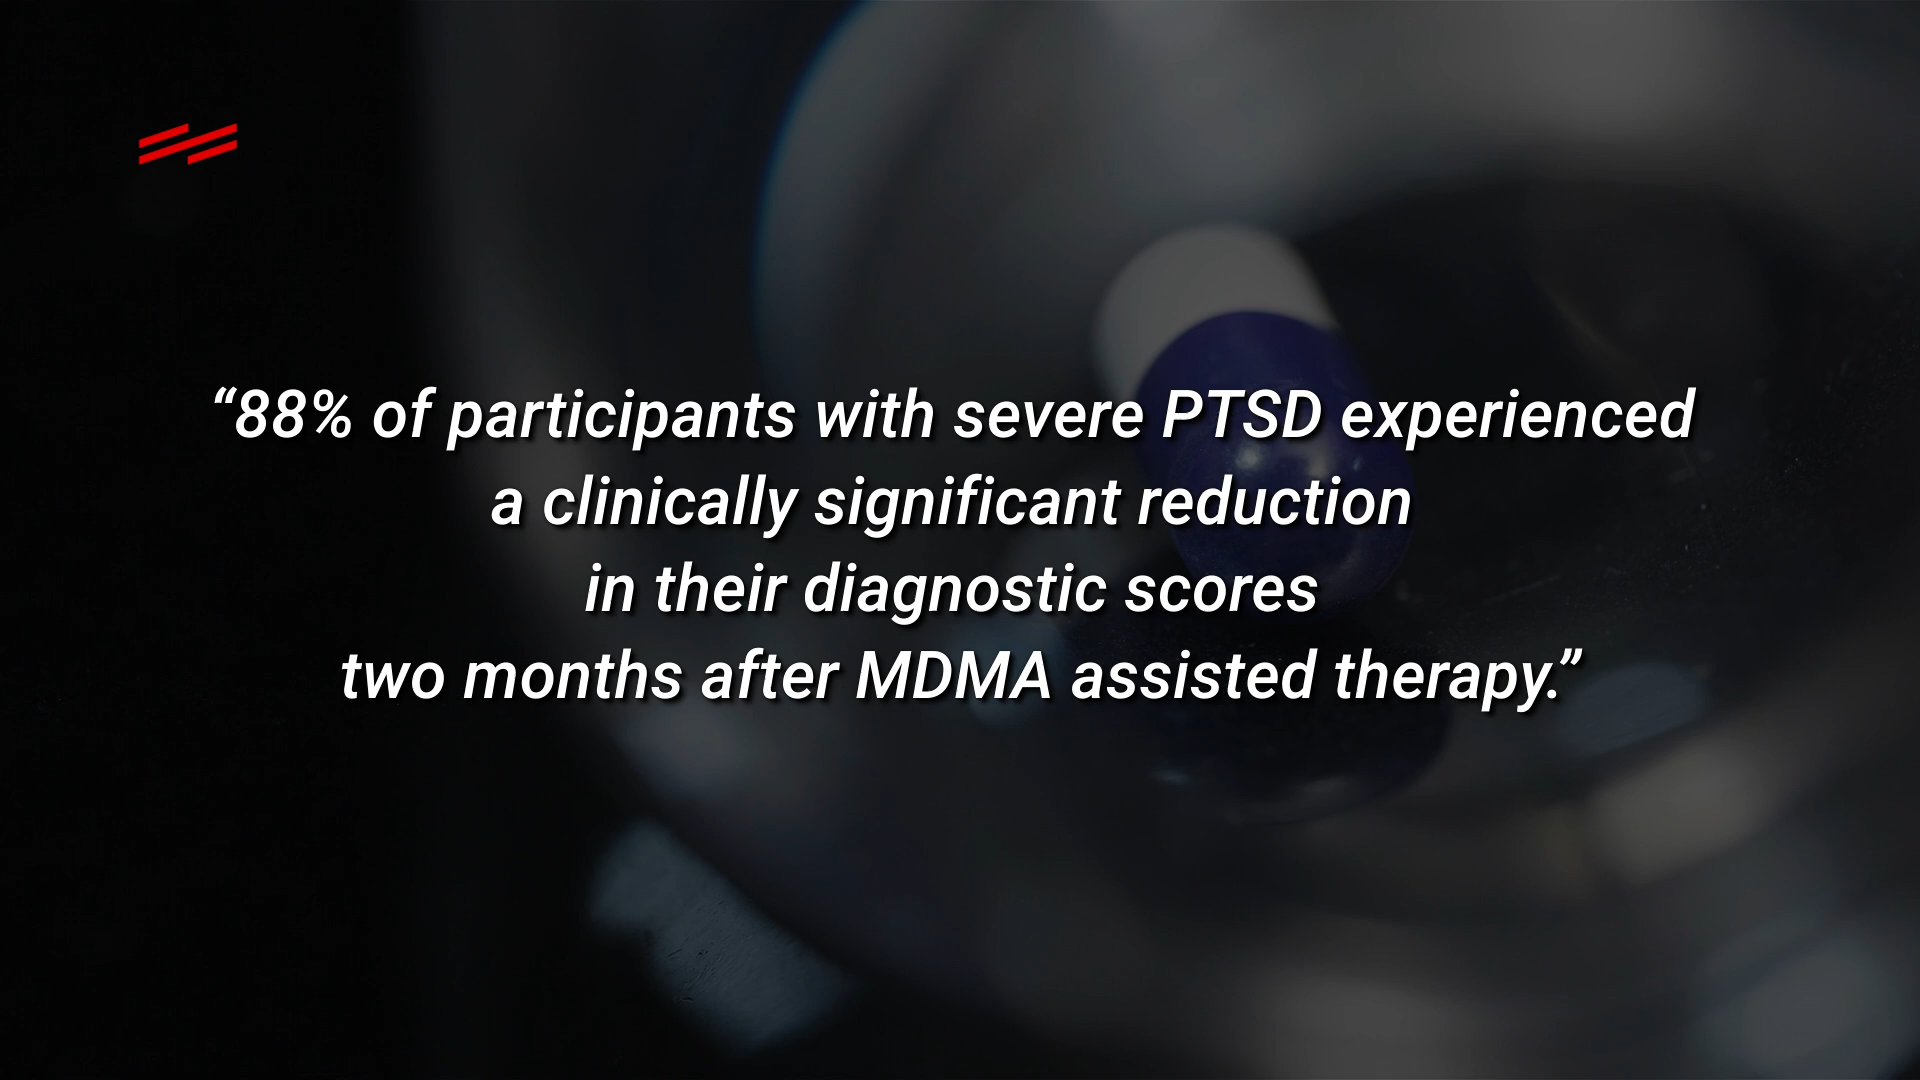 “88% of participants with severe PTSD experienced
a clinically significant reduction
in their diagnostic scores
two months after MDMA assisted therapy.”